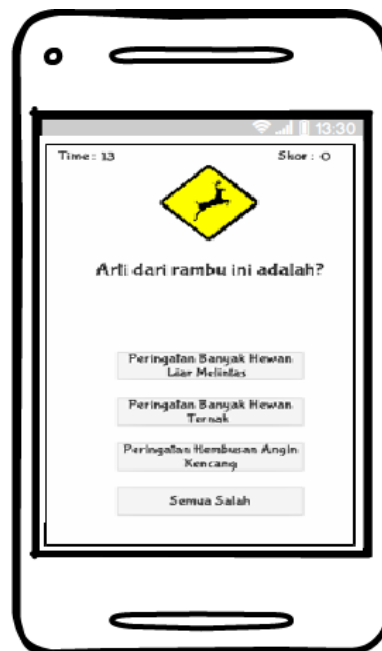 13:30
Time : 13 Skor : 0
Arti dari rambu ini adalah?
Peringatan Banyak Hewan
Liar Melintas
Peringatan Banyak Hewan
Ternak
Peringatan Hembusan Angin
Kencang
Semua Salah